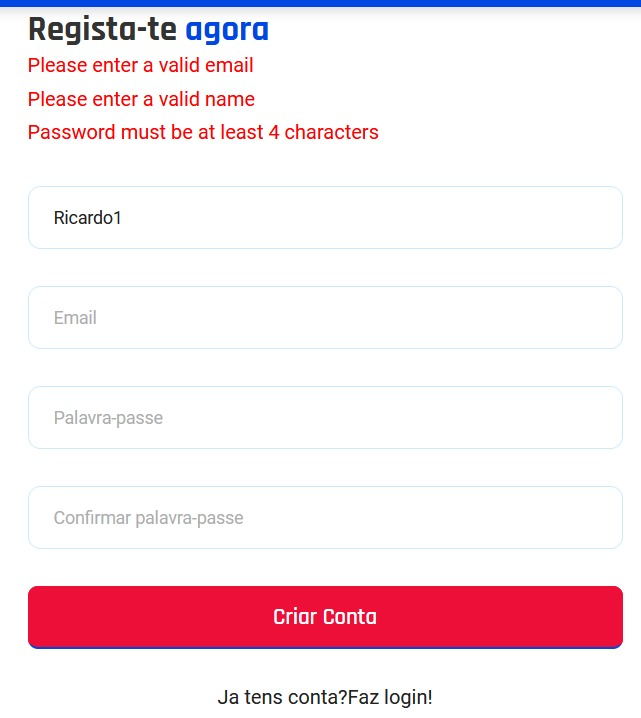 Regista-te agora
Please enter a valid email
Please enter a valid name
Password must be at least 4 characters
Ricardo1
Email
Palavra-passe
Confirmar palavra-passe
Criar Conta
Ja tens conta?Faz login!